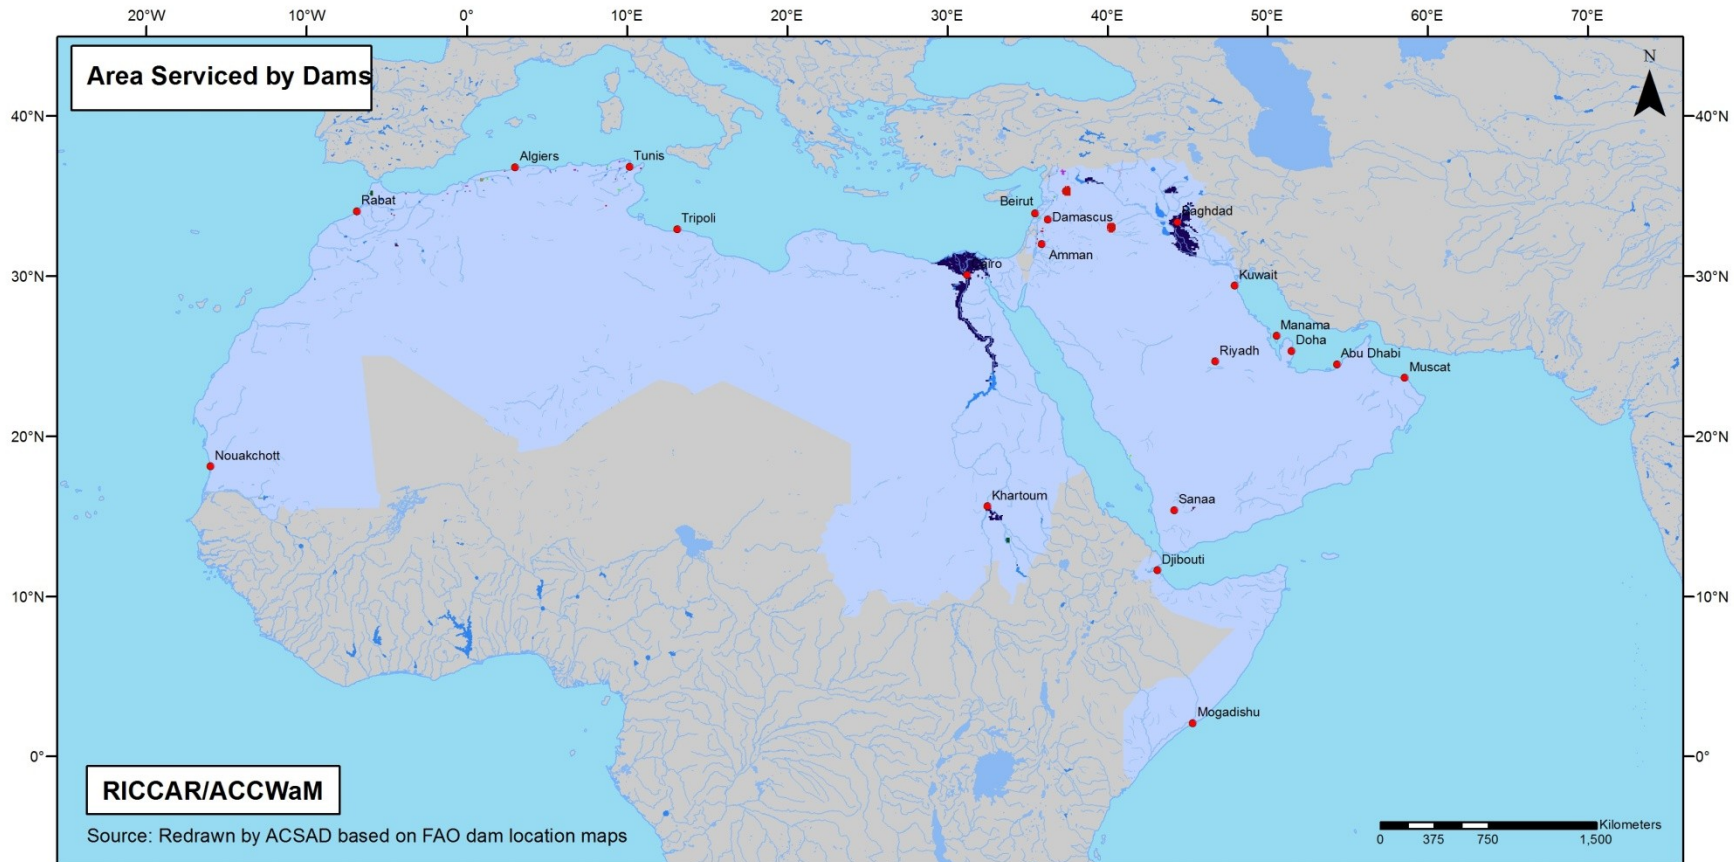 20°W 10°W 0° 10°E 20°E 30°E 40°E 50°E 60°E 70°E
N
Area Serviced by Dams
40°N 40°N
Algiers Tunis
Rabat Beirut Damascus Baghdad
Tripoli
Amman
Cairo
30°N 30°N
Kuwait
Manama
Doha
Riyadh Abu Dhabi
Muscat
20°N 20°N
Nouakchott
Khartoum Sanaa
Djibouti
10°N 10°N
Mogadishu
0° 0°
RICCAR/ACCWaM
Source: Redrawn by ACSAD based on FAO dam location maps
Kilometers
0 375 750 1,500